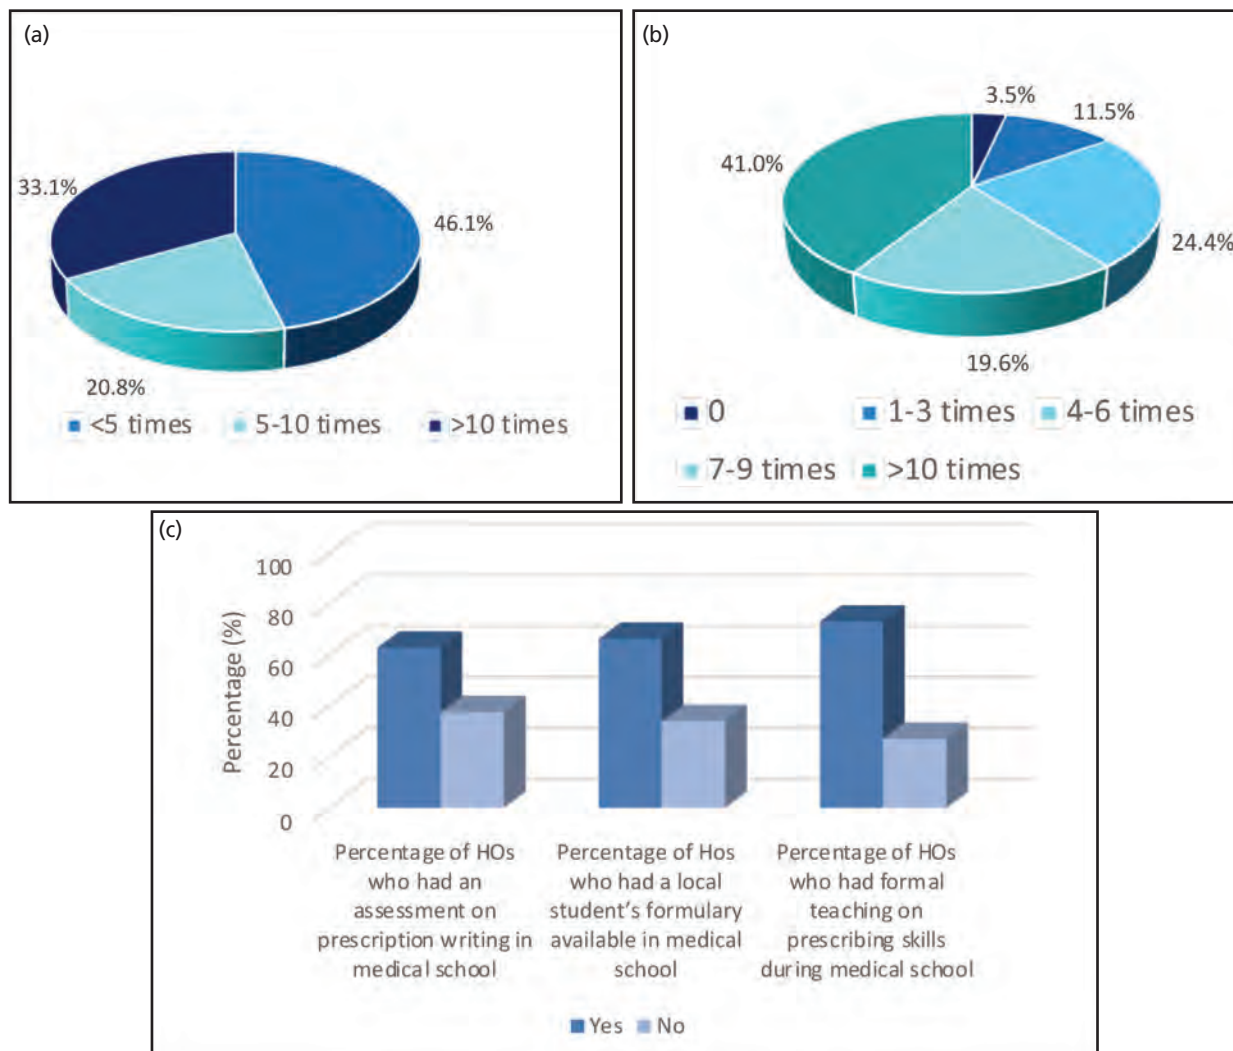 (a)
33.1%
46.1%
20.8%
<5 times 5-10 times >10 times
(b)
3.5%
11.5%
41.0%
24.4%
19.6%
0 1-3 times 4-6 times
7-9 times >10 times
(c)
Percentage (%)
100
80
60
40
20
0
Percentage of HOs
who had an
assessment on
prescription writing in
medical school
Percentage of Hos
who had a local
student's formulary
available in medical
school
Percentage of HOs
who had formal
teaching on
prescribing skills
during medical school
Yes No